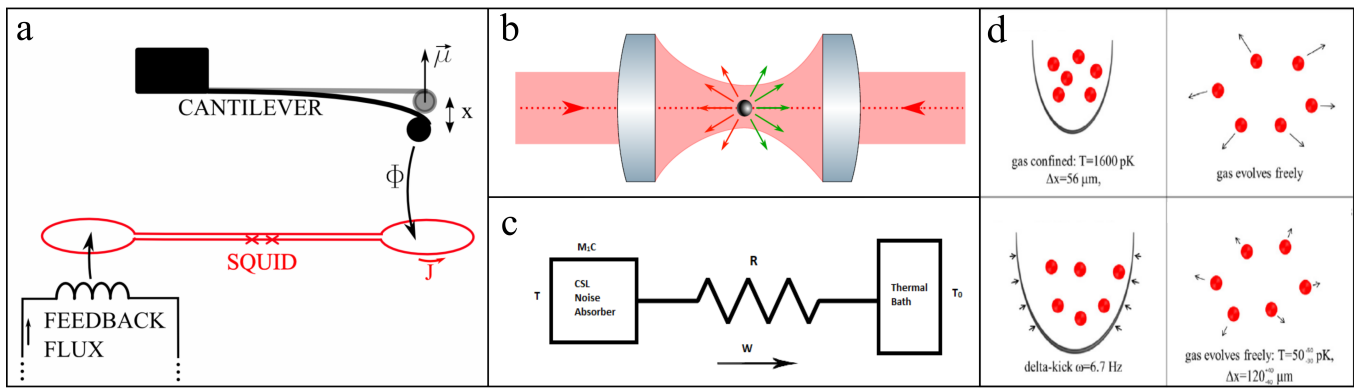 a
μ⃗
CANTILEVER
x
Φ
SQUID
J
FEEDBACK
FLUX
b
c
M₁C
R
T
CSL
Noise
Absorber
Thermal
Bath
T₀
W
d
gas confined: T=1600 pK
Δx=56 μm,
gas evolves freely
delta-kick ω=6.7 Hz
gas evolves freely: T=50 pK,
Δx=120 μm